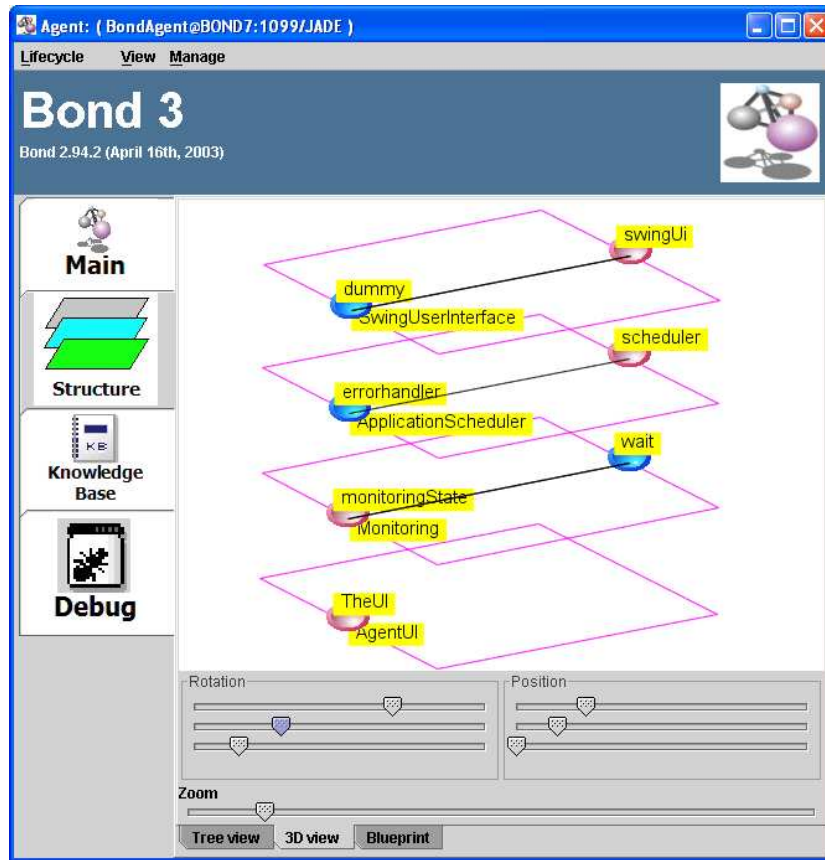 Agent: ( BondAgent@BOND7:1099/JADE )
Lifecycle View Manage
Bond 3
Bond 2.94.2 (April 16th, 2003)
Main
Structure
KB
Knowledge
Base
Debug
swingUi
dummy
SwingUserInterface
scheduler
errorhandler
ApplicationScheduler
wait
monitoringState
Monitoring
TheUI
AgentUI
Rotation
Position
Zoom
Tree view 3D view Blueprint